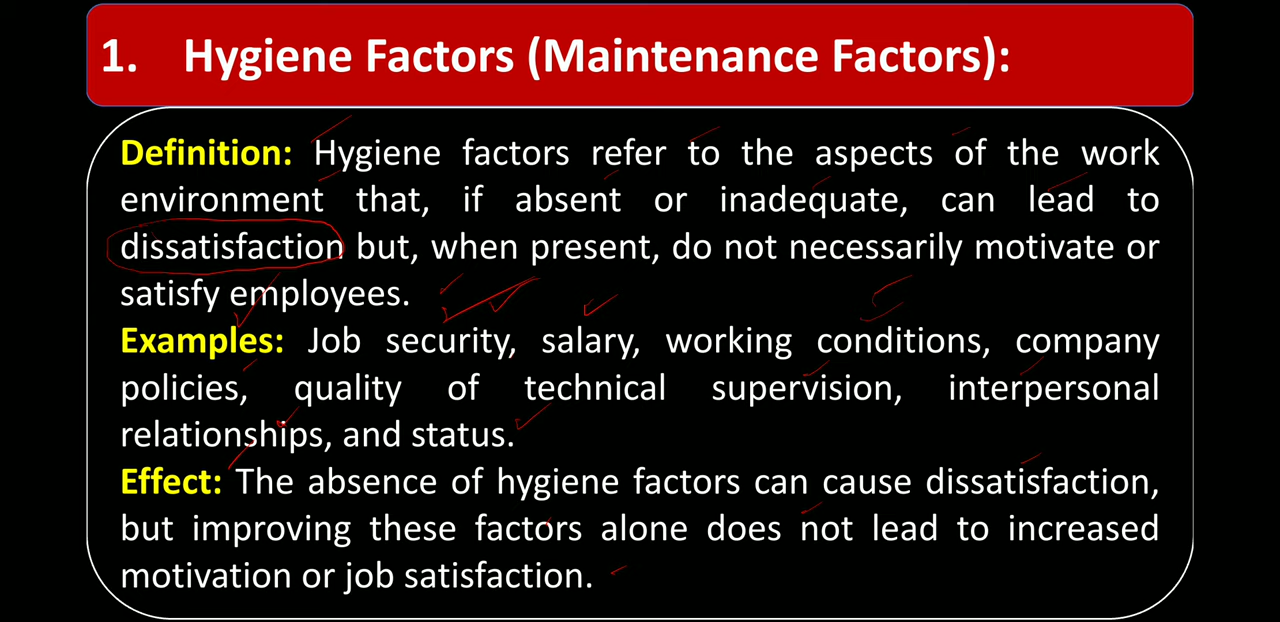 1. Hygiene Factors (Maintenance Factors):
Definition: Hygiene factors refer to the aspects of the work
environment that, if absent or inadequate, can lead to
dissatisfaction but, when present, do not necessarily motivate or
satisfy employees.
Examples: Job security, salary, working conditions, company
policies, quality of technical supervision, interpersonal
relationships, and status.
Effect: The absence of hygiene factors can cause dissatisfaction,
but improving these factors alone does not lead to increased
motivation or job satisfaction.